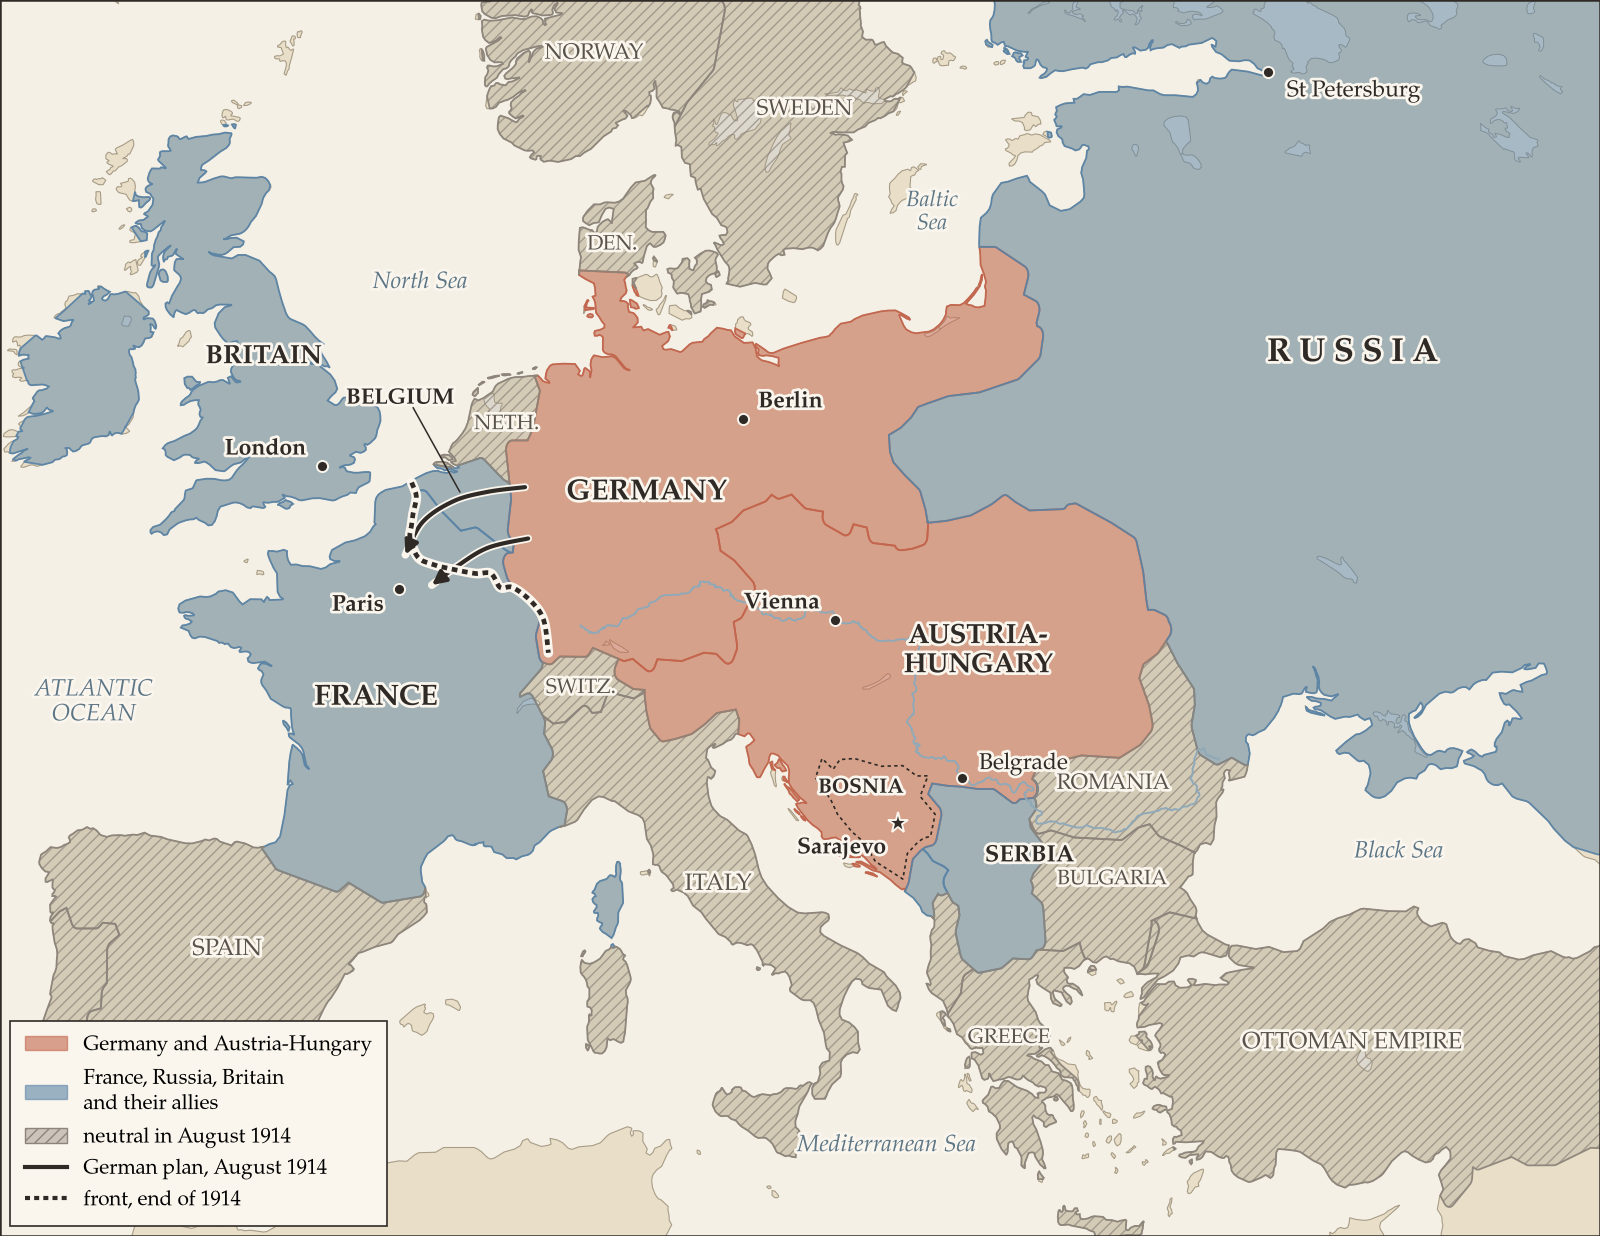 NORWAY
SWEDEN
St Petersburg
Baltic
Sea
DEN.
North Sea
BRITAIN
RUSSIA
BELGIUM
NETH.
Berlin
London
GERMANY
Paris
Vienna
AUSTRIA-
HUNGARY
ATLANTIC
OCEAN
FRANCE
SWITZ.
Belgrade
BOSNIA
ROMANIA
Sarajevo
SERBIA
Black Sea
BULGARIA
ITALY
SPAIN
GREECE
OTTOMAN EMPIRE
Mediterranean Sea
Germany and Austria-Hungary
France, Russia, Britain
and their allies
neutral in August 1914
German plan, August 1914
front, end of 1914